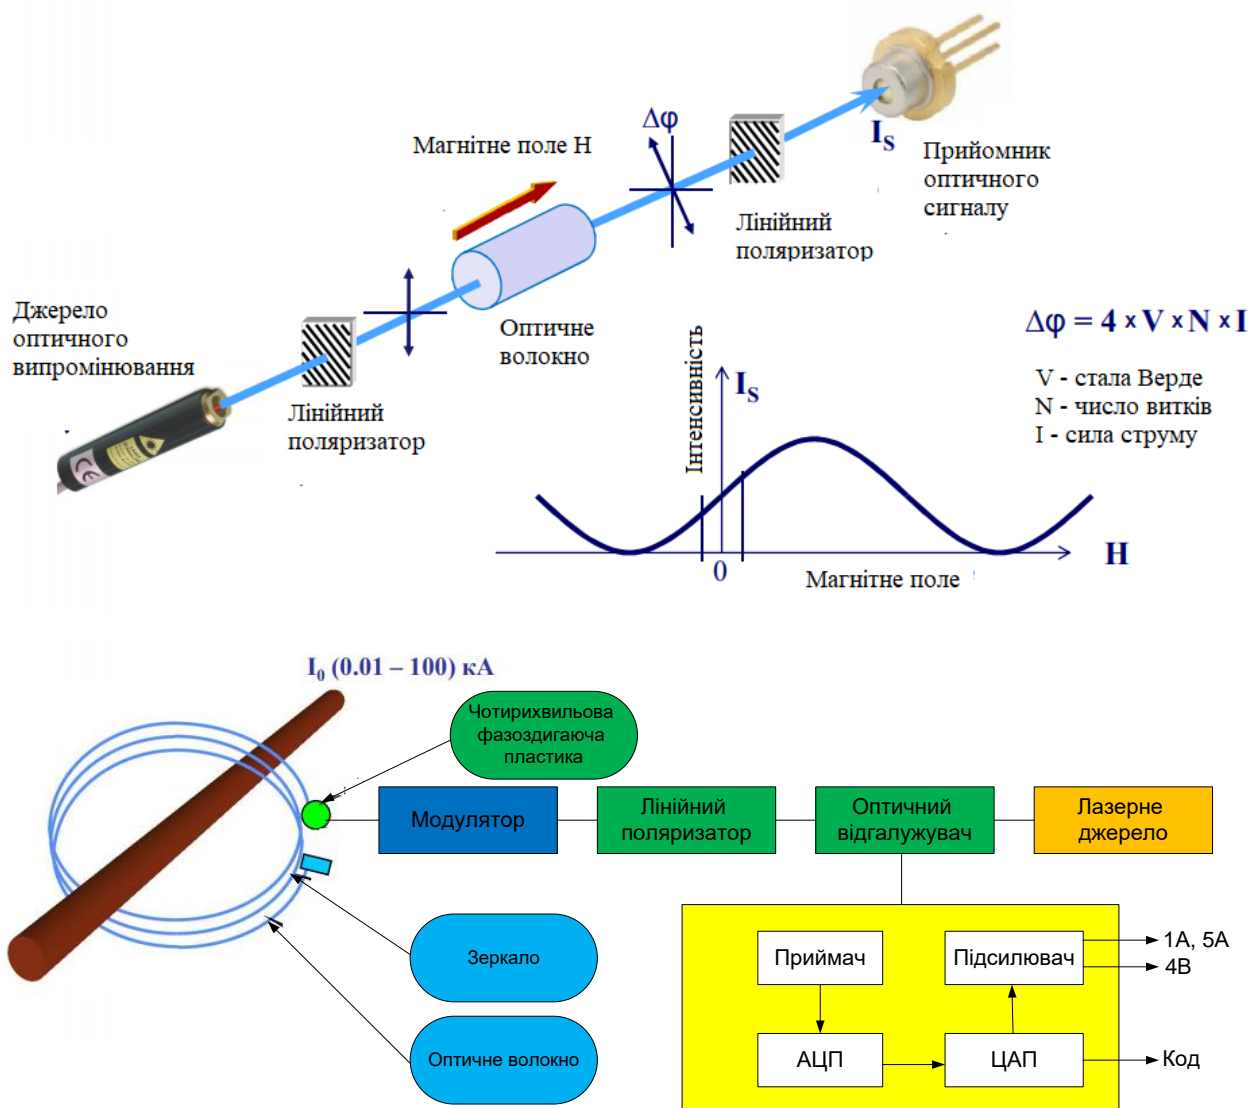 Δφ
Магнітне поле Н
I_S
Прийомник
оптичного
сигналу
Лінійний
поляризатор
Джерело
оптичного
випромінювання
Оптичне
волокно
Δφ = 4 × V × N × I
Лінійний
поляризатор
V - стала Верде
N - число витків
I - сила струму
Інтенсивність
I_S
0
Магнітне поле
H
CE
I₀ (0.01 – 100) кА
Чотирихвильова
фазоздигаюча
пластика
Модулятор
Лінійний
поляризатор
Оптичний
відгалужувач
Лазерне
джерело
Зеркало
Оптичне волокно
Приймач
Підсилювач
1А, 5А
4В
АЦП
ЦАП
Код